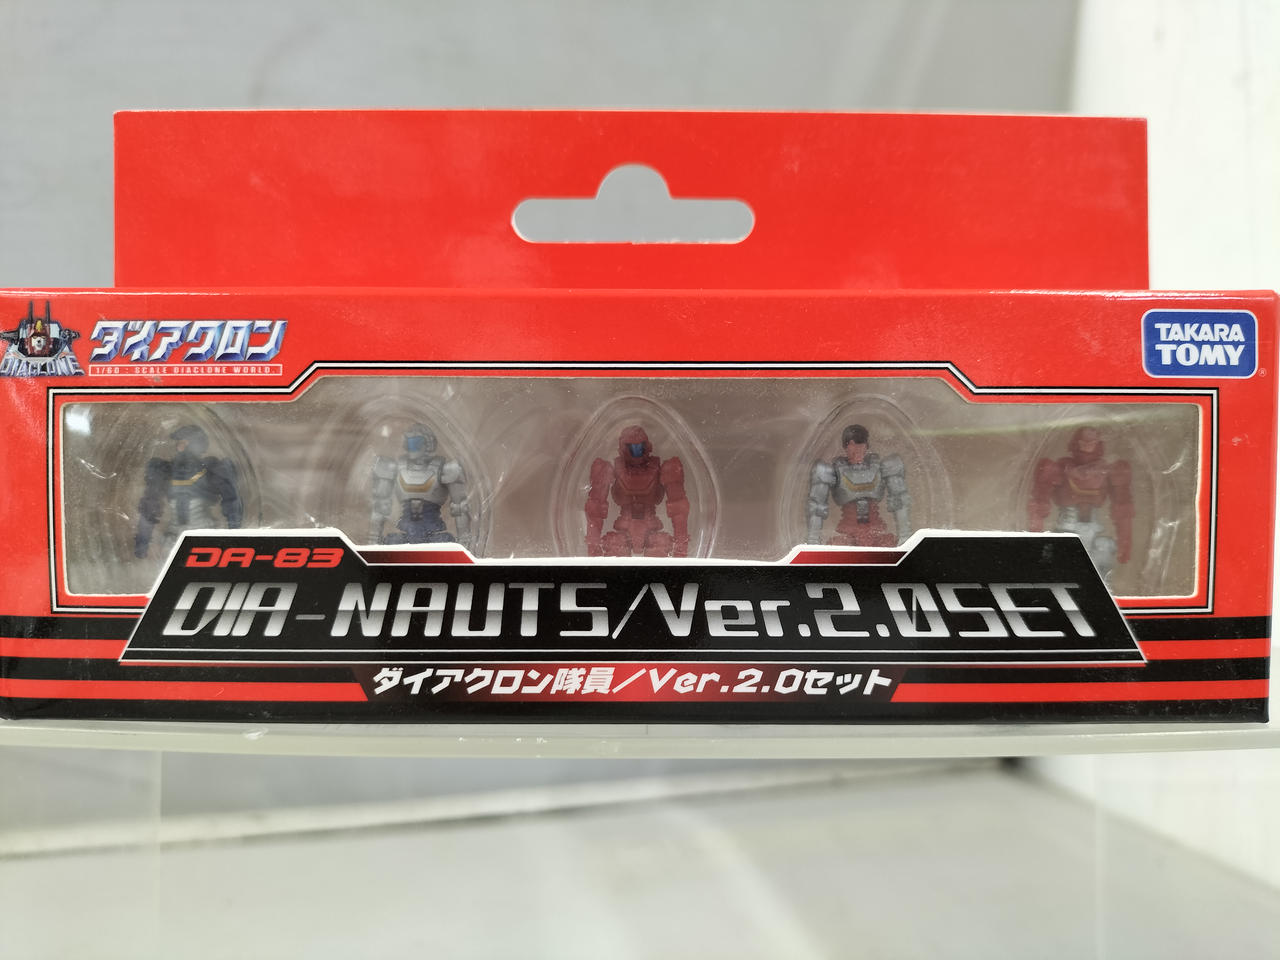 ダイアクロン
1/60 : SCALE DIACLONE WORLD.
DIACLONE
TAKARA
TOMY
®
DA-83
DIA-NAUTS/Ver.2.0SET
ダイアクロン隊員/Ver.2.0セット